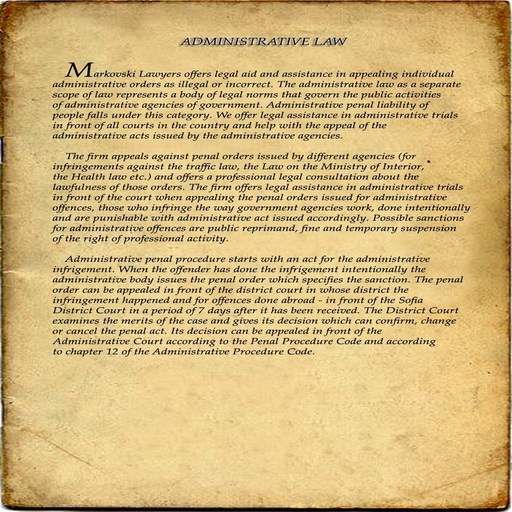 ADMINISTRATIVE LAW
Markovski Lawyers offers legal aid and assistance in appealing individual
administrative orders as illegal or incorrect. The administrative law as a separate
scope of law represents a body of legal norms that govern the public activities
of administrative agencies of government. Administrative penal liability of
people falls under this category. We offer legal assistance in administrative trials
in front of all courts in the country and help with the appeal of the
administrative acts issued by the administrative agencies.
The firm appeals against penal orders issued by different agencies (for
infringements against the traffic law, the Law on the Ministry of Interior,
the Health law etc.) and offers a professional legal consultation about the
lawfulness of those orders. The firm offers legal assistance in administrative trials
in front of the court when appealing the penal orders issued for administrative
offences, those who infringe the way government agencies work, done intentionally
and are punishable with administrative act issued accordingly. Possible sanctions
for administrative offences are public reprimand, fine and temporary suspension
of the right of professional activity.
Administrative penal procedure starts with an act for the administrative
infrigement. When the offender has done the infrigement intentionally the
administrative body issues the penal order which specifies the sanction. The penal
order can be appealed in front of the district court in whose district the
infringement happened and for offences done abroad - in front of the Sofia
District Court in a period of 7 days after it has been received. The District Court
examines the merits of the case and gives its decision which can confirm, change
or cancel the penal act. Its decision can be appealed in front of the
Administrative Court according to the Penal Procedure Code and according
to chapter 12 of the Administrative Procedure Code.